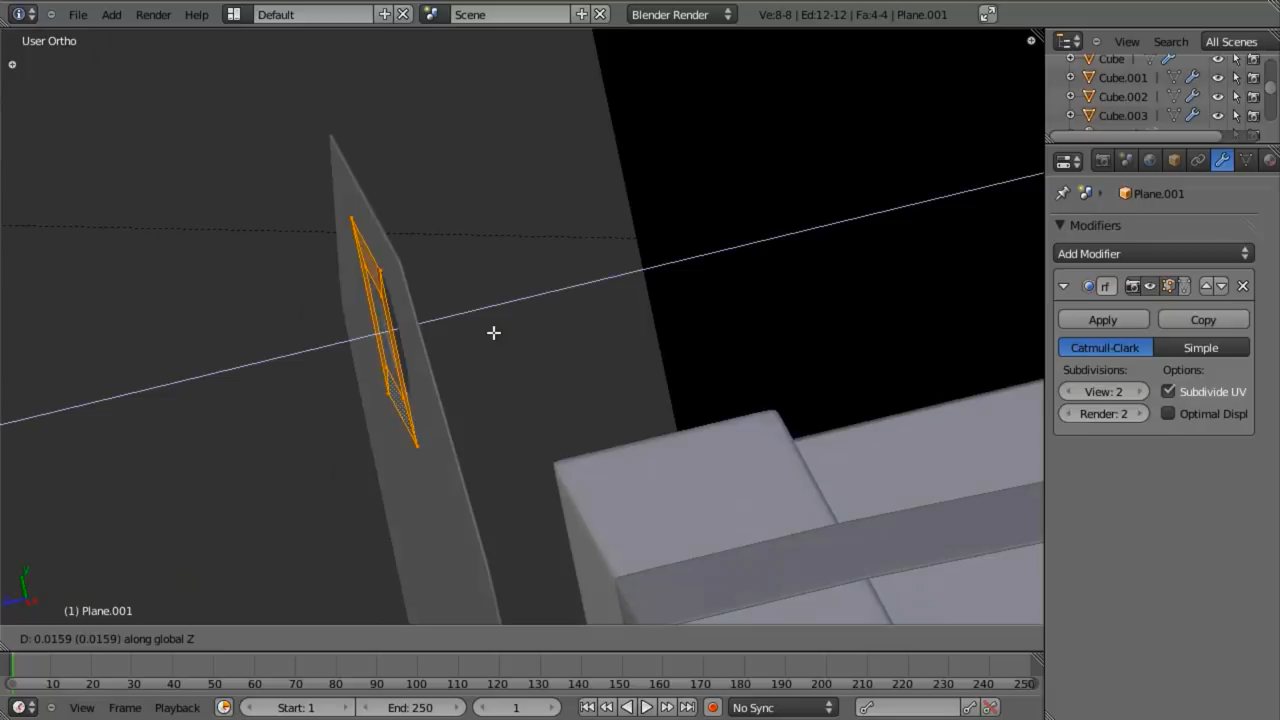 File Add Render Help Default Scene Blender Render Ve:8-8 | Ed:12-12 | Fa:4-4 | Plane.001
User Ortho
View Search All Scenes
Cube
Cube.001
Cube.002
Cube.003
Plane.001
Modifiers
Add Modifier
rf
Apply Copy
Catmull-Clark Simple
Subdivisions: Options:
View: 2 Subdivide UV
Render: 2 Optimal Displ
(1) Plane.001
D: 0.0159 (0.0159) along global Z
10 20 30 40 50 60 70 80 90 100 110 120 130 140 150 160 170 180 190 200 210 220 230 240 250
View Frame Playback Start: 1 End: 250 1 No Sync